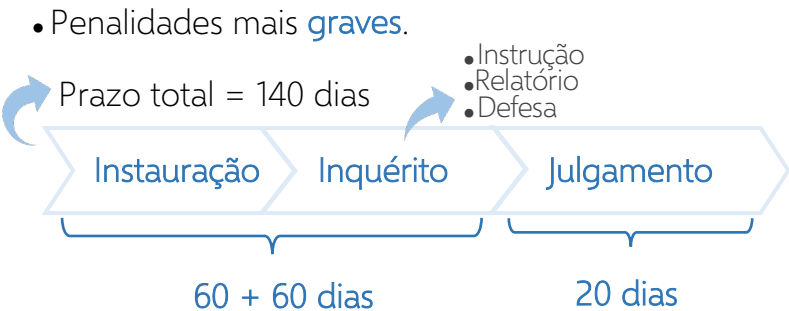 •Penalidades mais graves.
Prazo total = 140 dias
•Instrução
•Relatório
•Defesa
Instauração
Inquérito
Julgamento
60 + 60 dias
20 dias